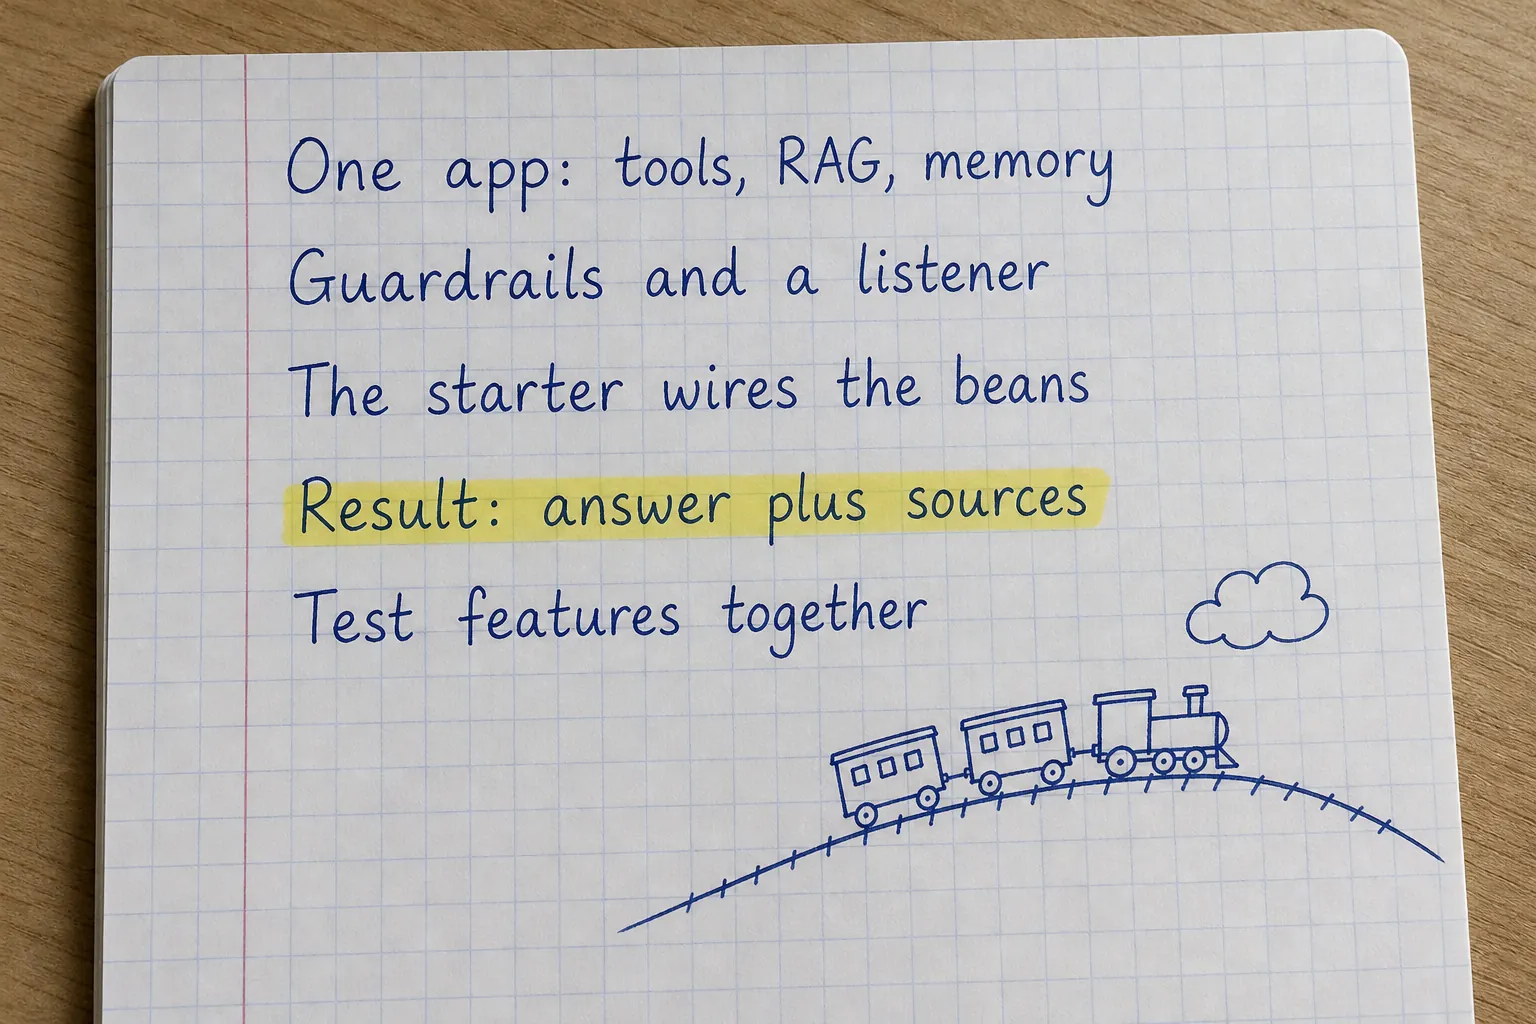 One app: tools, RAG, memory
Guardrails and a listener
The starter wires the beans
Result: answer plus sources
Test features together